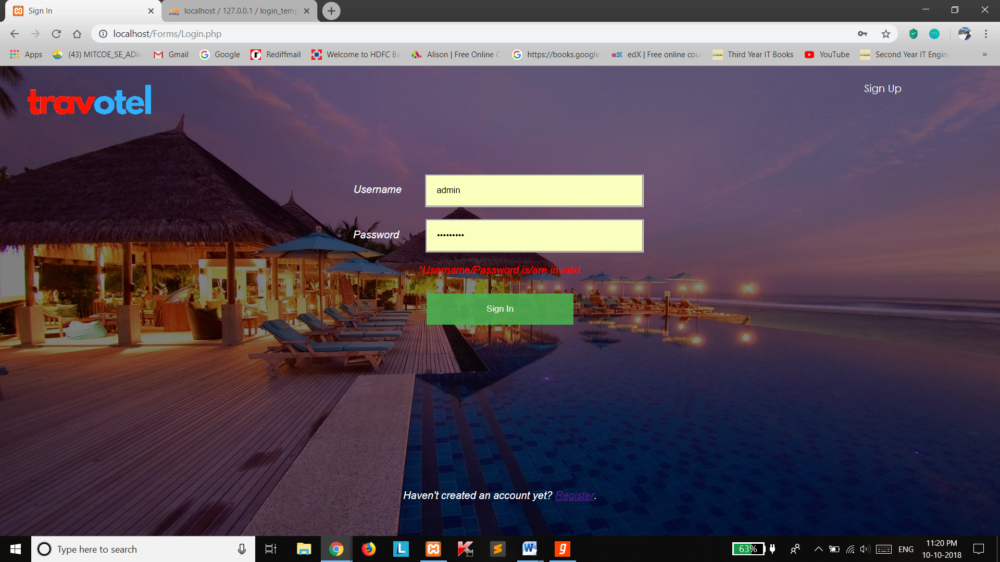 Sign In
localhost / 127.0.0.1 / login_temp
localhost/Forms/Login.php
Apps
(43) MITCOE_SE_ADiv
Gmail
Google
Rediffmail
Welcome to HDFC Ba
Alison | Free Online C
https://books.google.
edX | Free online cou
Third Year IT Books
YouTube
Second Year IT Engin
»
travotel
Sign Up
Username
admin
Password
•••••••••
*Username/Password is/are invalid
Sign In
Haven't created an account yet? Register.
Type here to search
63%
ENG
11:20 PM
10-10-2018